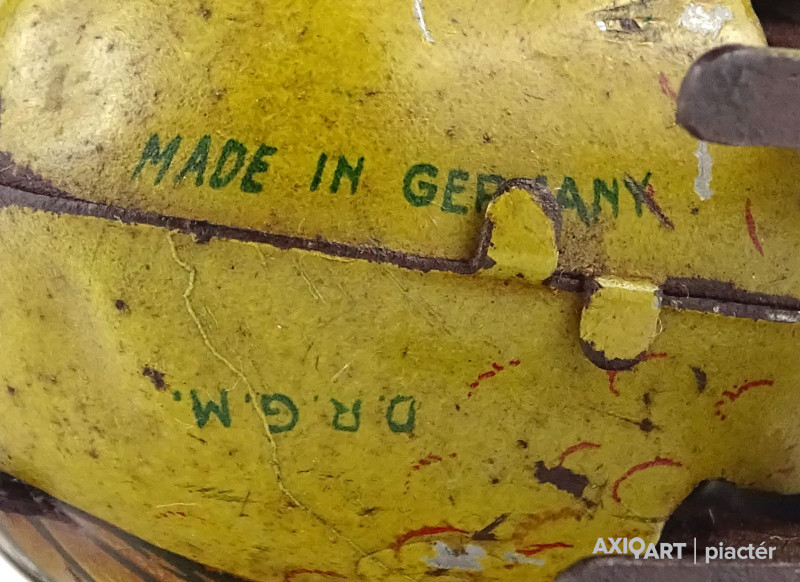 MADE IN GERMANY
D.R.G.M.
AXIOART | piactér